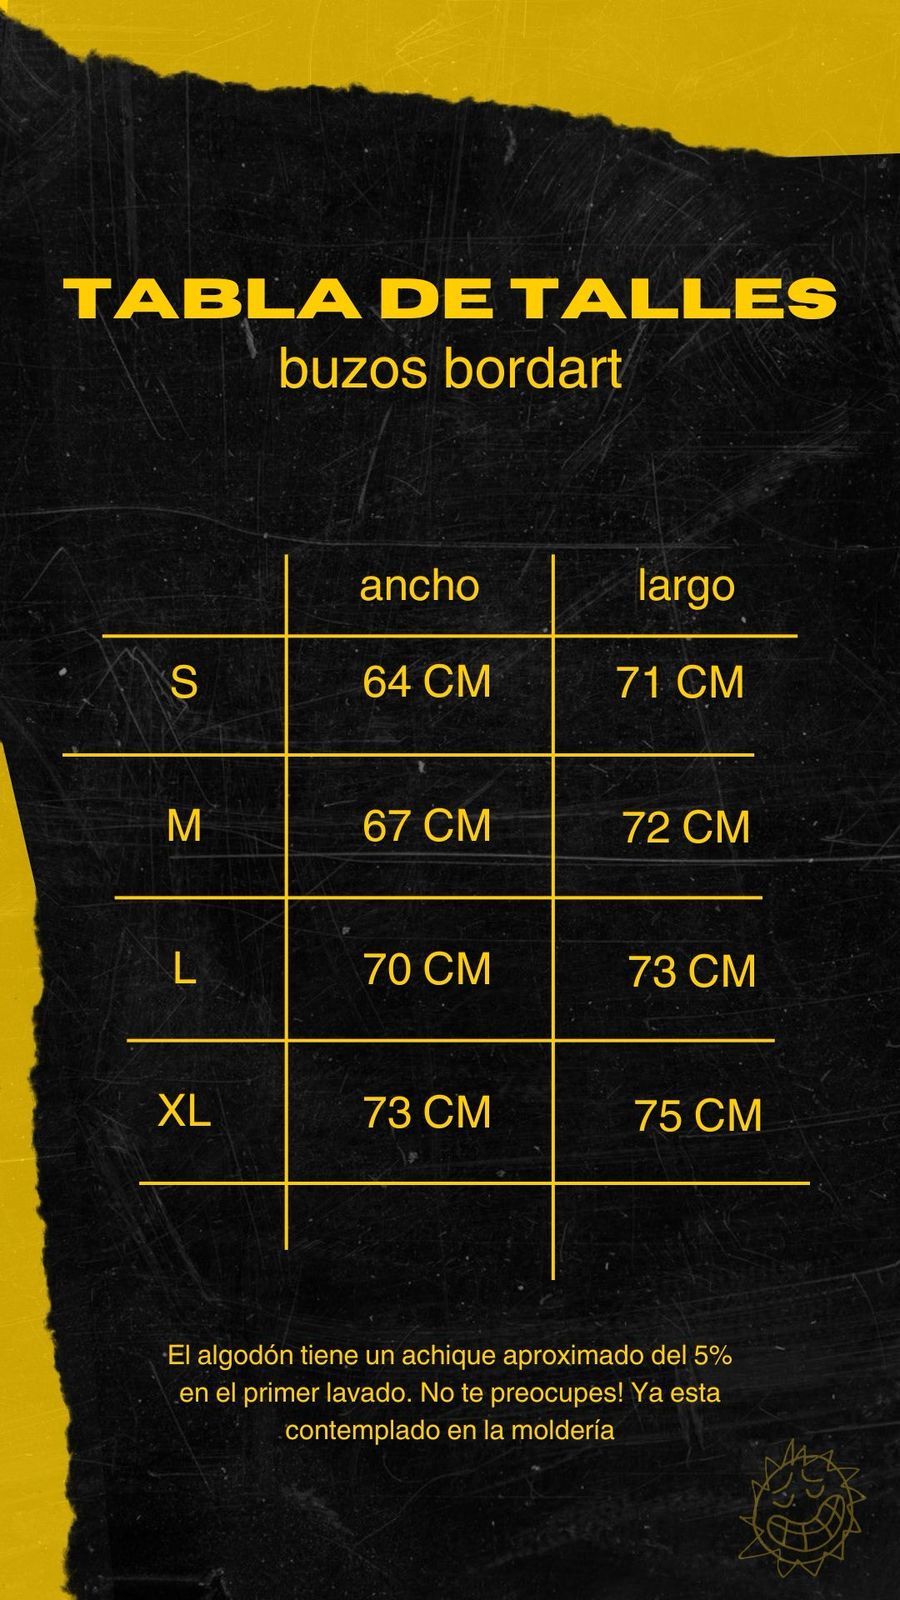 TABLA DE TALLES
buzos bordart
ancho largo
S 64 CM 71 CM
M 67 CM 72 CM
L 70 CM 73 CM
XL 73 CM 75 CM
El algodón tiene un achique aproximado del 5%
en el primer lavado. No te preocupes! Ya esta
contemplado en la moldería